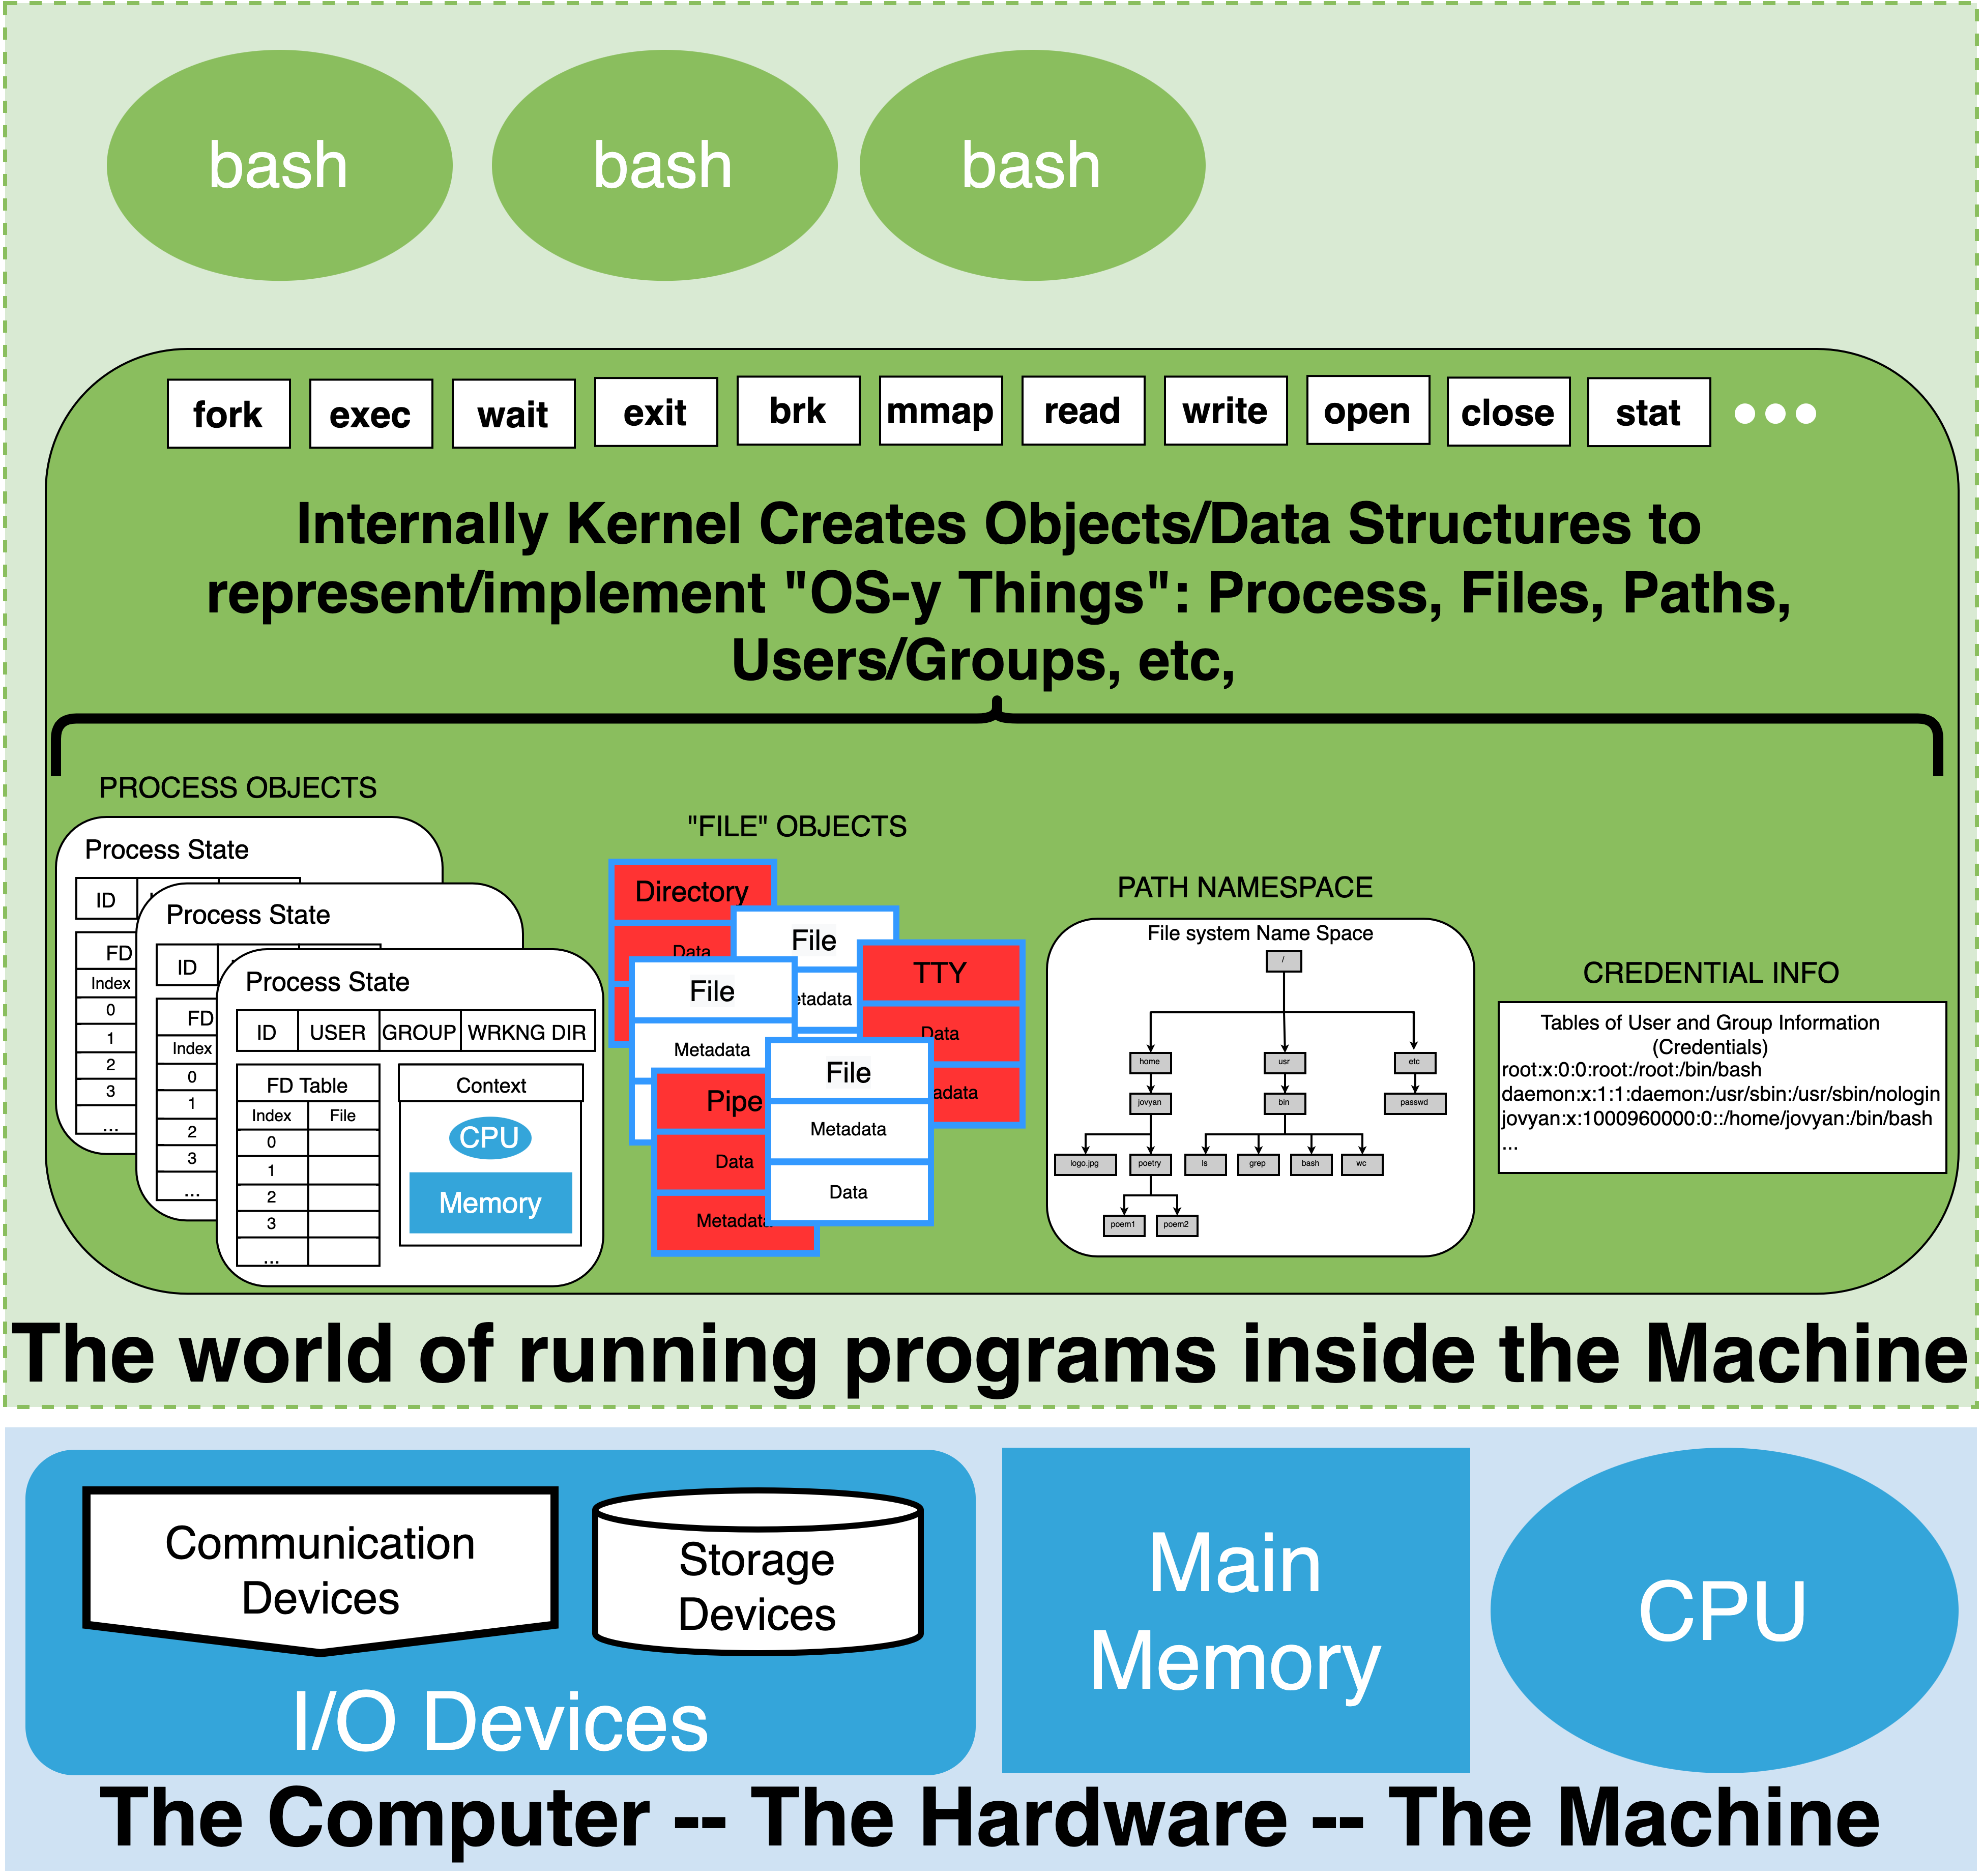 bash bash bash
fork exec wait exit brk mmap read write open close stat
Internally Kernel Creates Objects/Data Structures to
represent/implement "OS-y Things": Process, Files, Paths,
Users/Groups, etc,
PROCESS OBJECTS
Process State
ID
FD
Index
0
1
2
3
...
Process State
ID
FD
Index
0
1
2
3
...
Process State
ID USER GROUP WRKNG DIR
FD Table
Index File
0
1
2
3
...
Context
CPU
Memory
"FILE" OBJECTS
Directory
Data
File
etadata
File
Metadata
TTY
Data
adata
Pipe
Data
Metadata
File
Metadata
Data
PATH NAMESPACE
File system Name Space
/
home usr etc
jovyan bin passwd
logo.jpg poetry ls grep bash wc
poem1 poem2
CREDENTIAL INFO
Tables of User and Group Information
(Credentials)
root:x:0:0:root:/root:/bin/bash
daemon:x:1:1:daemon:/usr/sbin:/usr/sbin/nologin
jovyan:x:1000960000:0::/home/jovyan:/bin/bash
...
The world of running programs inside the Machine
Communication
Devices
Storage
Devices
I/O Devices
Main
Memory
CPU
The Computer -- The Hardware -- The Machine